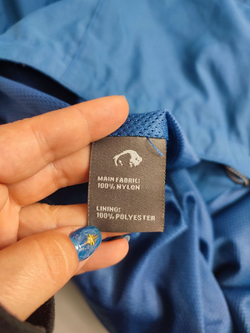 MAIN FABRIC:
100% NYLON
LINING:
100% POLYESTER